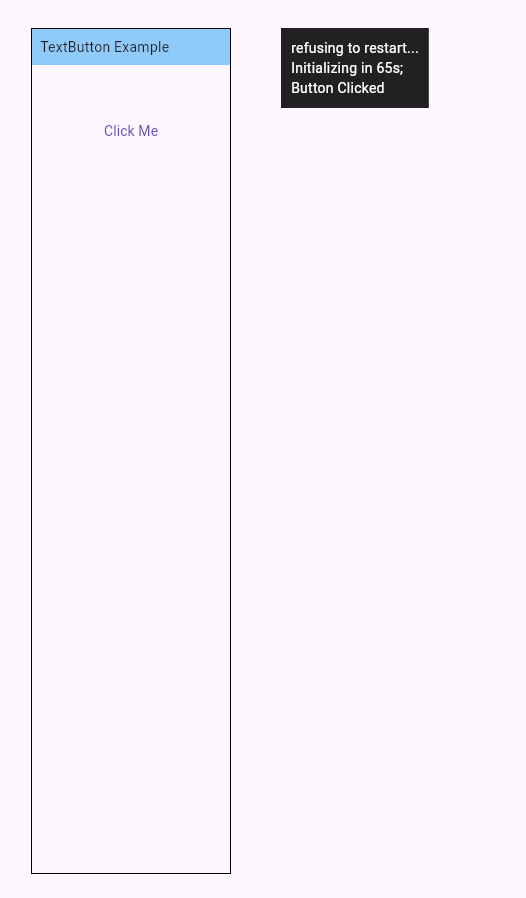 TextButton Example
Click Me
refusing to restart...
Initializing in 65s;
Button Clicked